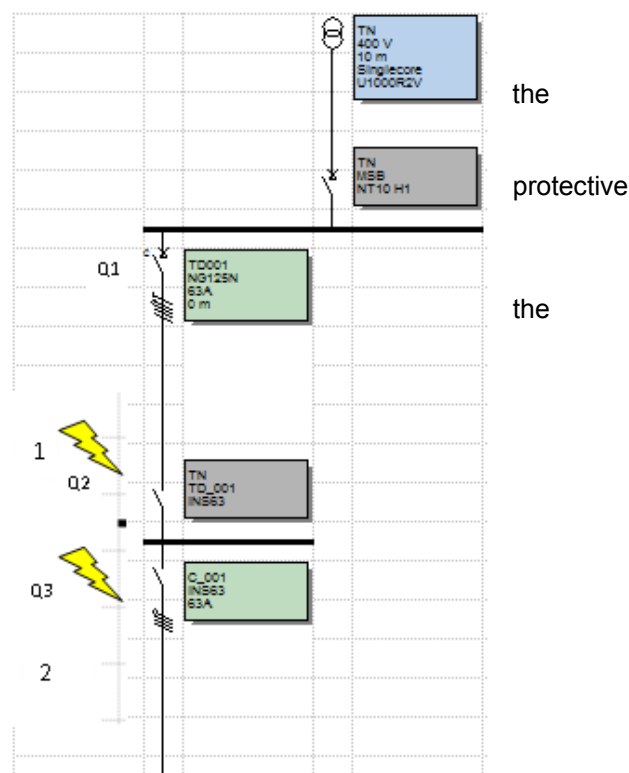 TN
400 V
10 m
Singlecore
U1000R2V
the
TN
MSB
NT10 H1
protective
Q1
TD001
NG125N
63A
0 m
the
1
Q2
TN
TD_001
INS63
Q3
C_001
INS63
63A
2